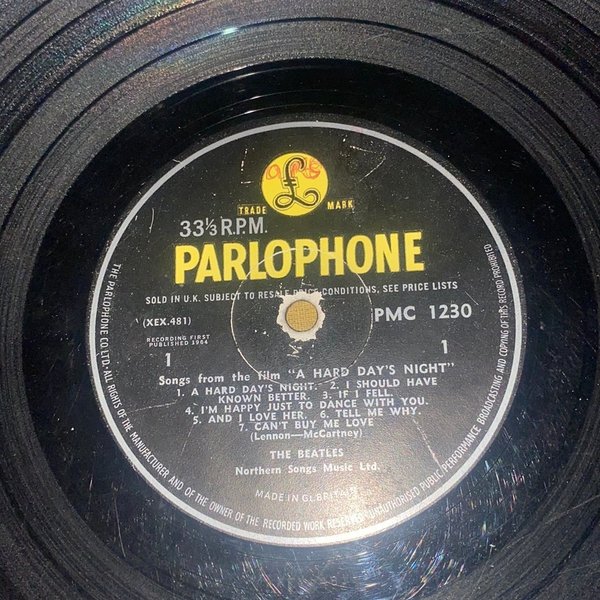 TRADE MARK
33⅓ R.P.M.
PARLOPHONE
SOLD IN U.K. SUBJECT TO RESALE PRICE CONDITIONS, SEE PRICE LISTS
(XEX.481)
PMC 1230
RECORDING FIRST
PUBLISHED 1964
1
1
Songs from the film "A HARD DAY'S NIGHT"
1. A HARD DAY'S NIGHT. 2. I SHOULD HAVE
KNOWN BETTER. 3. IF I FELL.
4. I'M HAPPY JUST TO DANCE WITH YOU.
5. AND I LOVE HER. 6. TELL ME WHY.
7. CAN'T BUY ME LOVE
(Lennon—McCartney)
THE BEATLES
Northern Songs Music Ltd.
MADE IN GT. BRITAIN
THE PARLOPHONE CO. LTD. ALL RIGHTS OF THE MANUFACTURER AND OF THE OWNER OF THE RECORDED WORK RESERVED UNAUTHORISED PUBLIC PERFORMANCE BROADCASTING AND COPYING OF THIS RECORD PROHIBITED